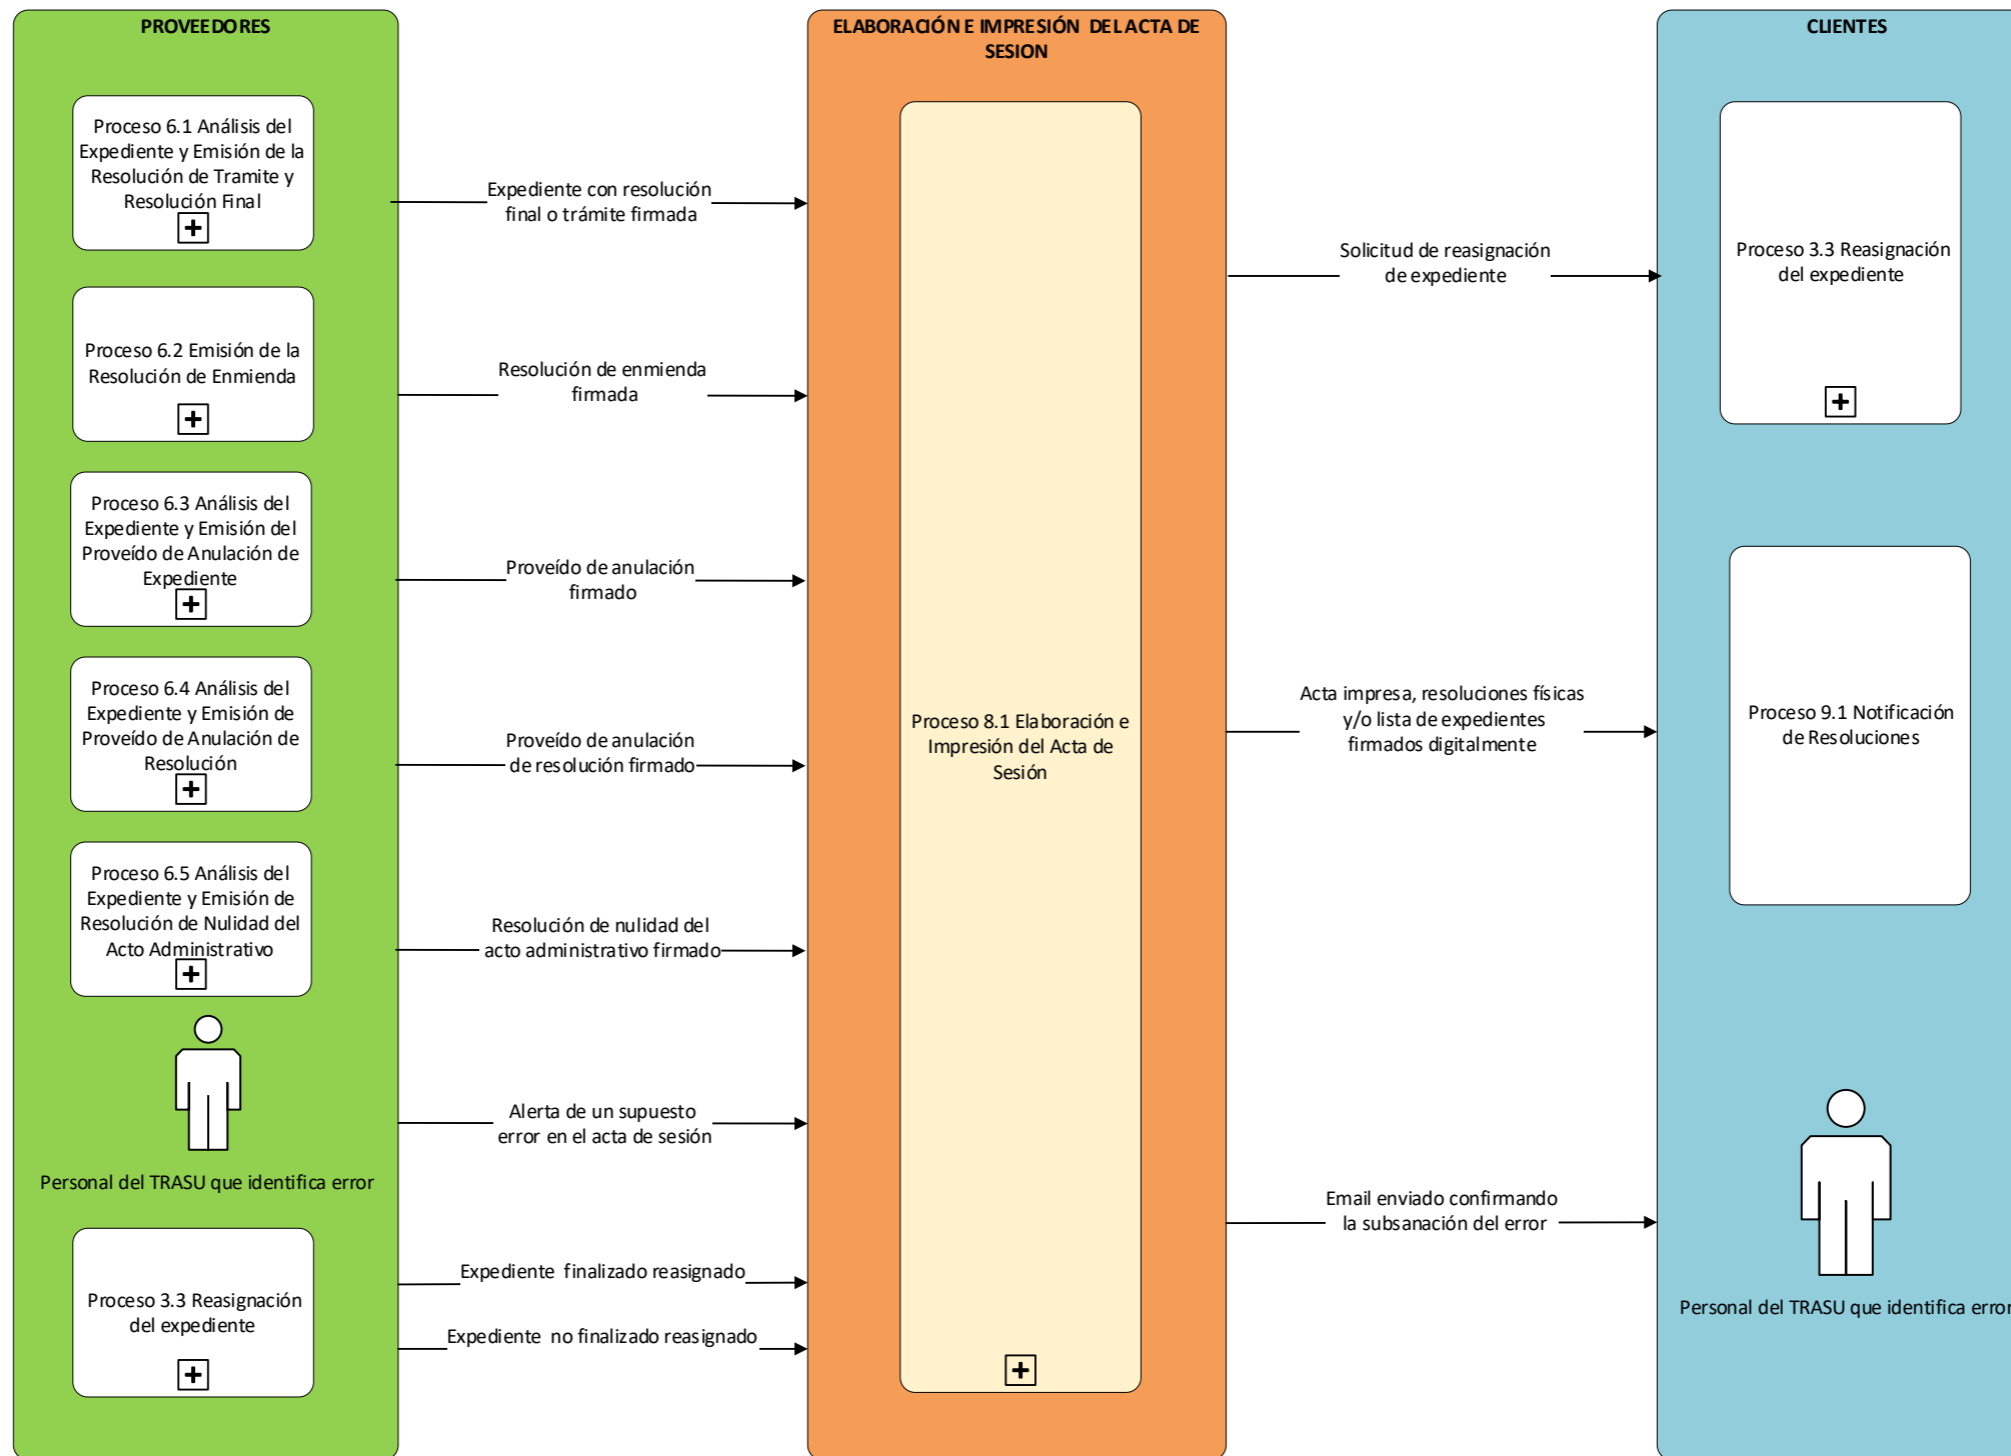 PROVEEDORES
Proceso 6.1 Análisis del
Expediente y Emisión de la
Resolución de Tramite y
Resolución Final
Proceso 6.2 Emisión de la
Resolución de Enmienda
Proceso 6.3 Análisis del
Expediente y Emisión del
Proveído de Anulación de
Expediente
Proceso 6.4 Análisis del
Expediente y Emisión de
Proveído de Anulación de
Resolución
Proceso 6.5 Análisis del
Expediente y Emisión de
Resolución de Nulidad del
Acto Administrativo
Personal del TRASU que identifica error
Proceso 3.3 Reasignación
del expediente
Expediente con resolución
final o trámite firmada
Resolución de enmienda
firmada
Proveído de anulación
firmado
Proveído de anulación
de resolución firmado
Resolución de nulidad del
acto administrativo firmado
Alerta de un supuesto
error en el acta de sesión
Expediente finalizado reasignado
Expediente no finalizado reasignado
ELABORACIÓN E IMPRESIÓN DEL ACTA DE
SESION
Proceso 8.1 Elaboración e
Impresión del Acta de
Sesión
Solicitud de reasignación
de expediente
Acta impresa, resoluciones físicas
y/o lista de expedientes
firmados digitalmente
Email enviado confirmando
la subsanación del error
CLIENTES
Proceso 3.3 Reasignación
del expediente
Proceso 9.1 Notificación
de Resoluciones
Personal del TRASU que identifica error